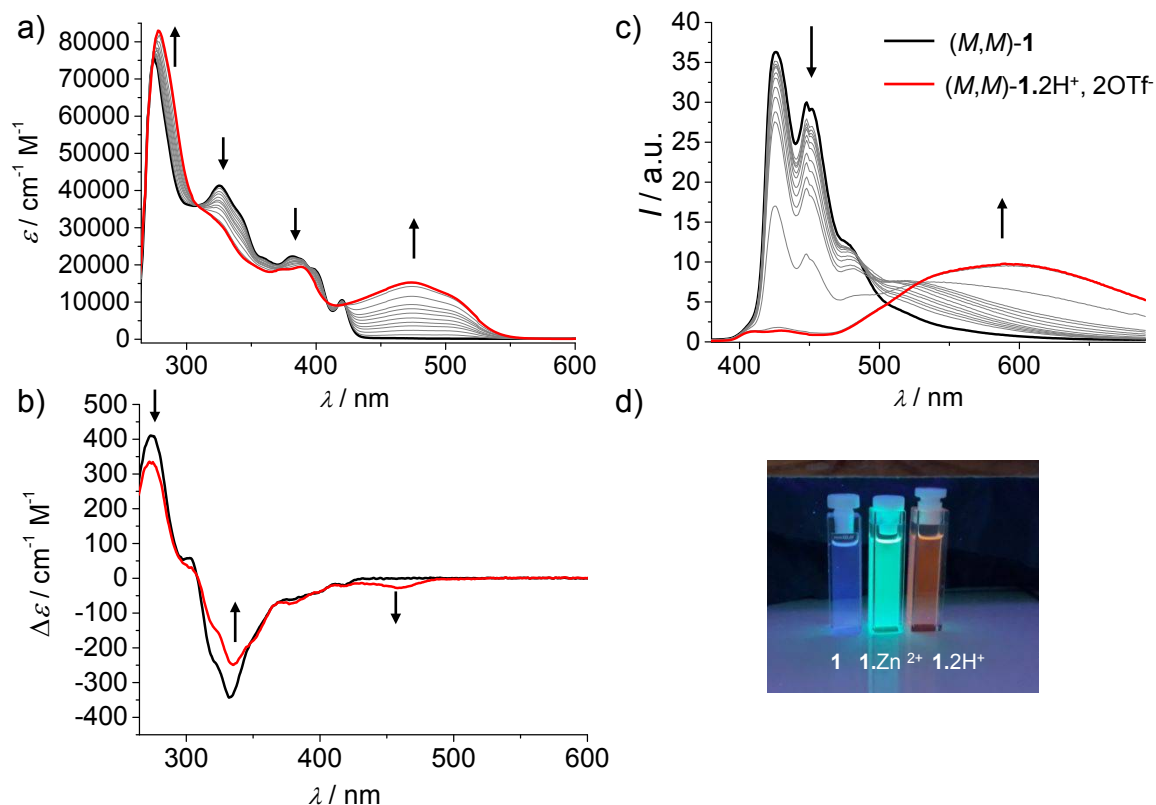 a)
80000
70000
60000
50000
40000
30000
20000
10000
0
ε / cm⁻¹ M⁻¹
300 400 500 600
λ / nm
b)
500
400
300
200
100
0
-100
-200
-300
-400
Δε / cm⁻¹ M⁻¹
300 400 500 600
λ / nm
c)
40
35
30
25
20
15
10
5
0
I / a.u.
400 500 600
λ / nm
(M,M)-1
(M,M)-1.2H⁺, 2OTf⁻
d)
1 1.Zn ²⁺ 1.2H⁺